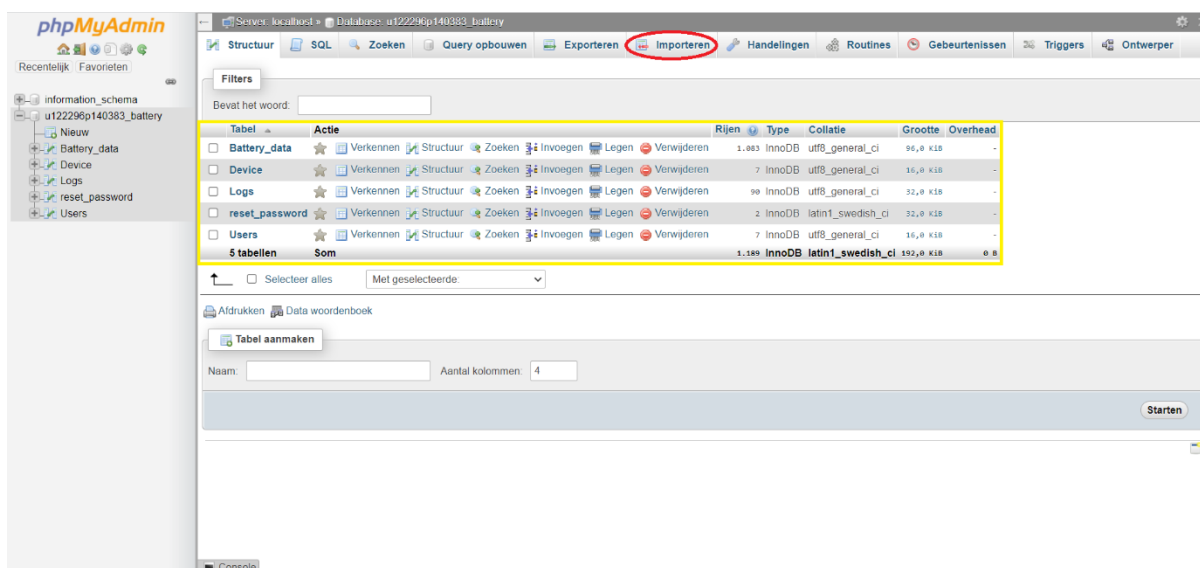 phpMyAdmin
Recentelijk Favorieten
information_schema
u122296p140383_battery
Nieuw
Battery_data
Device
Logs
reset_password
Users
Server: localhost » Database: u122296p140383_battery
Structuur SQL Zoeken Query opbouwen Exporteren Importeren Handelingen Routines Gebeurtenissen Triggers Ontwerper
Filters
Bevat het woord:
Tabel Actie Rijen Type Collatie Grootte Overhead
Battery_data Verkennen Structuur Zoeken Invoegen Legen Verwijderen 1.083 InnoDB utf8_general_ci 96,0 KiB -
Device Verkennen Structuur Zoeken Invoegen Legen Verwijderen 7 InnoDB utf8_general_ci 16,0 KiB -
Logs Verkennen Structuur Zoeken Invoegen Legen Verwijderen 90 InnoDB utf8_general_ci 32,0 KiB -
reset_password Verkennen Structuur Zoeken Invoegen Legen Verwijderen 2 InnoDB latin1_swedish_ci 32,0 KiB -
Users Verkennen Structuur Zoeken Invoegen Legen Verwijderen 7 InnoDB utf8_general_ci 16,0 KiB -
5 tabellen Som 1.189 InnoDB latin1_swedish_ci 192,0 KiB 0 B
Selecteer alles Met geselecteerde:
Afdrukken Data woordenboek
Tabel aanmaken
Naam: Aantal kolommen: 4
Starten
Console